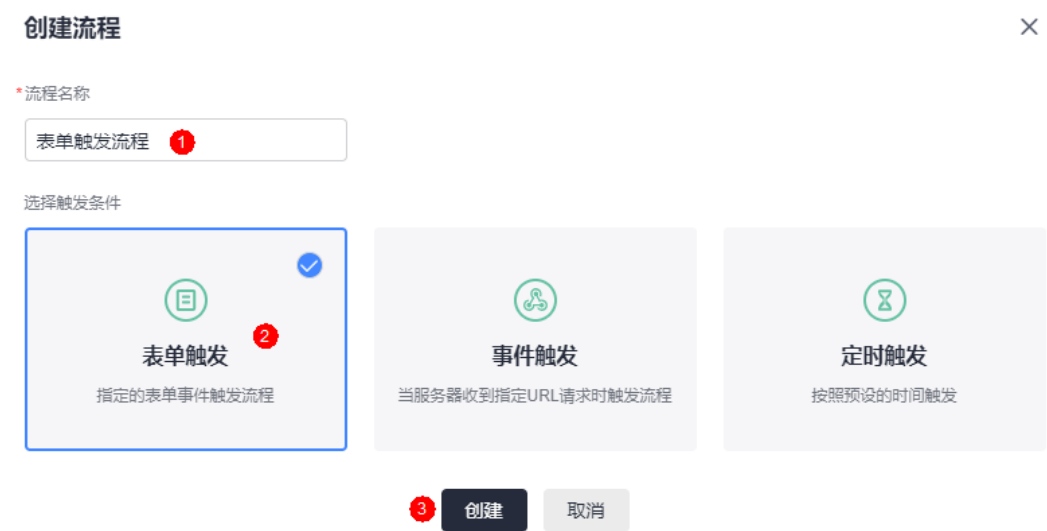 创建流程
*流程名称
表单触发流程 1
选择触发条件
表单触发 2
指定的表单事件触发流程
事件触发
当服务器收到指定URL请求时触发流程
定时触发
按照预设的时间触发
3 创建 取消